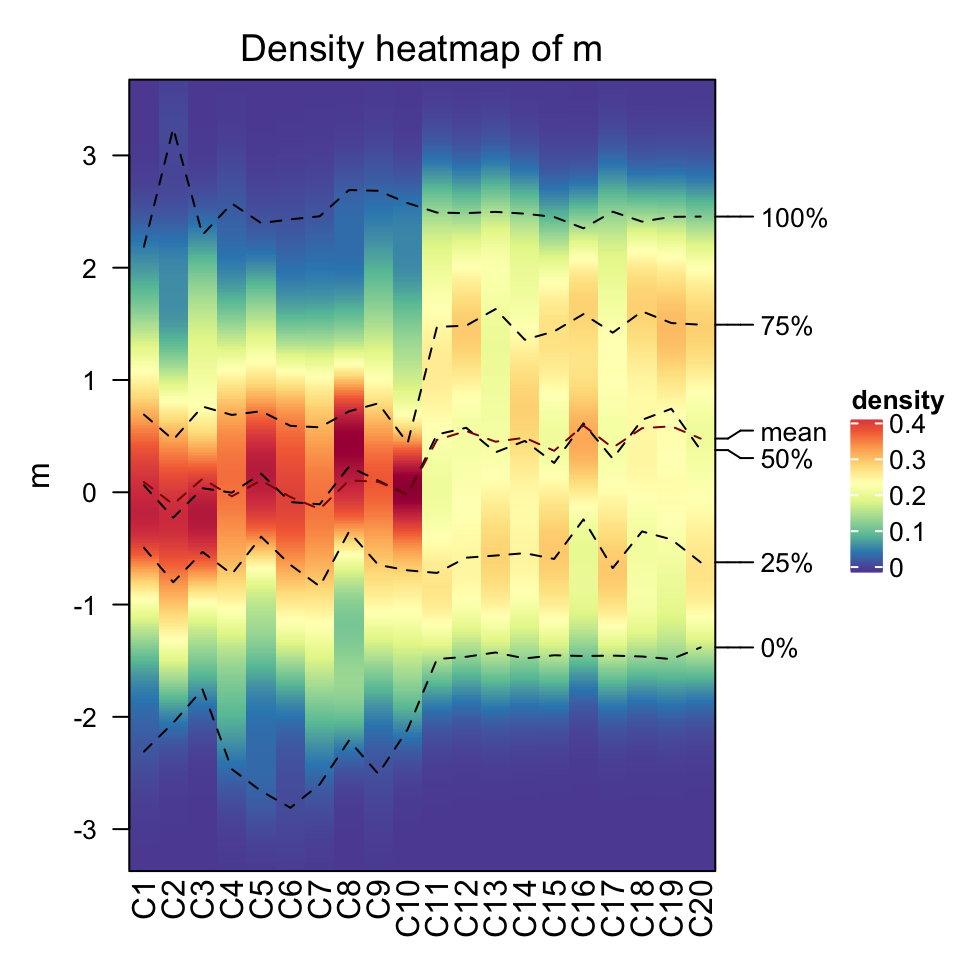 Density heatmap of m
m
3
2
1
0
-1
-2
-3
100%
75%
mean
50%
25%
0%
density
0.4
0.3
0.2
0.1
0
C1
C2
C3
C4
C5
C6
C7
C8
C9
C10
C11
C12
C13
C14
C15
C16
C17
C18
C19
C20